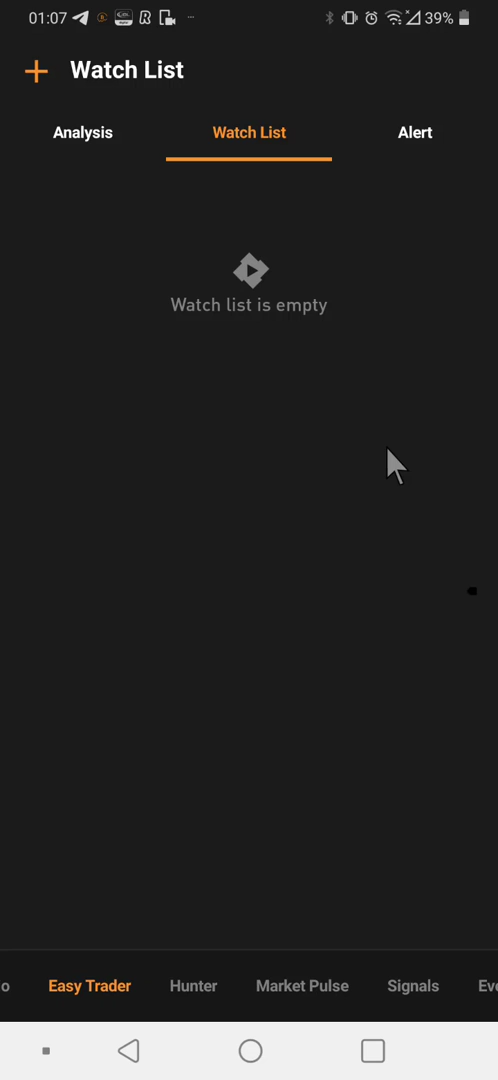 01:07
39%
Watch List
Analysis
Watch List
Alert
Watch list is empty
o
Easy Trader
Hunter
Market Pulse
Signals
Eve